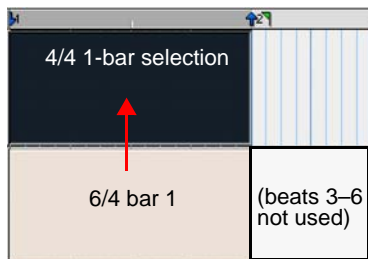 1
2
4/4 1-bar selection
6/4 bar 1
(beats 3–6
not used)